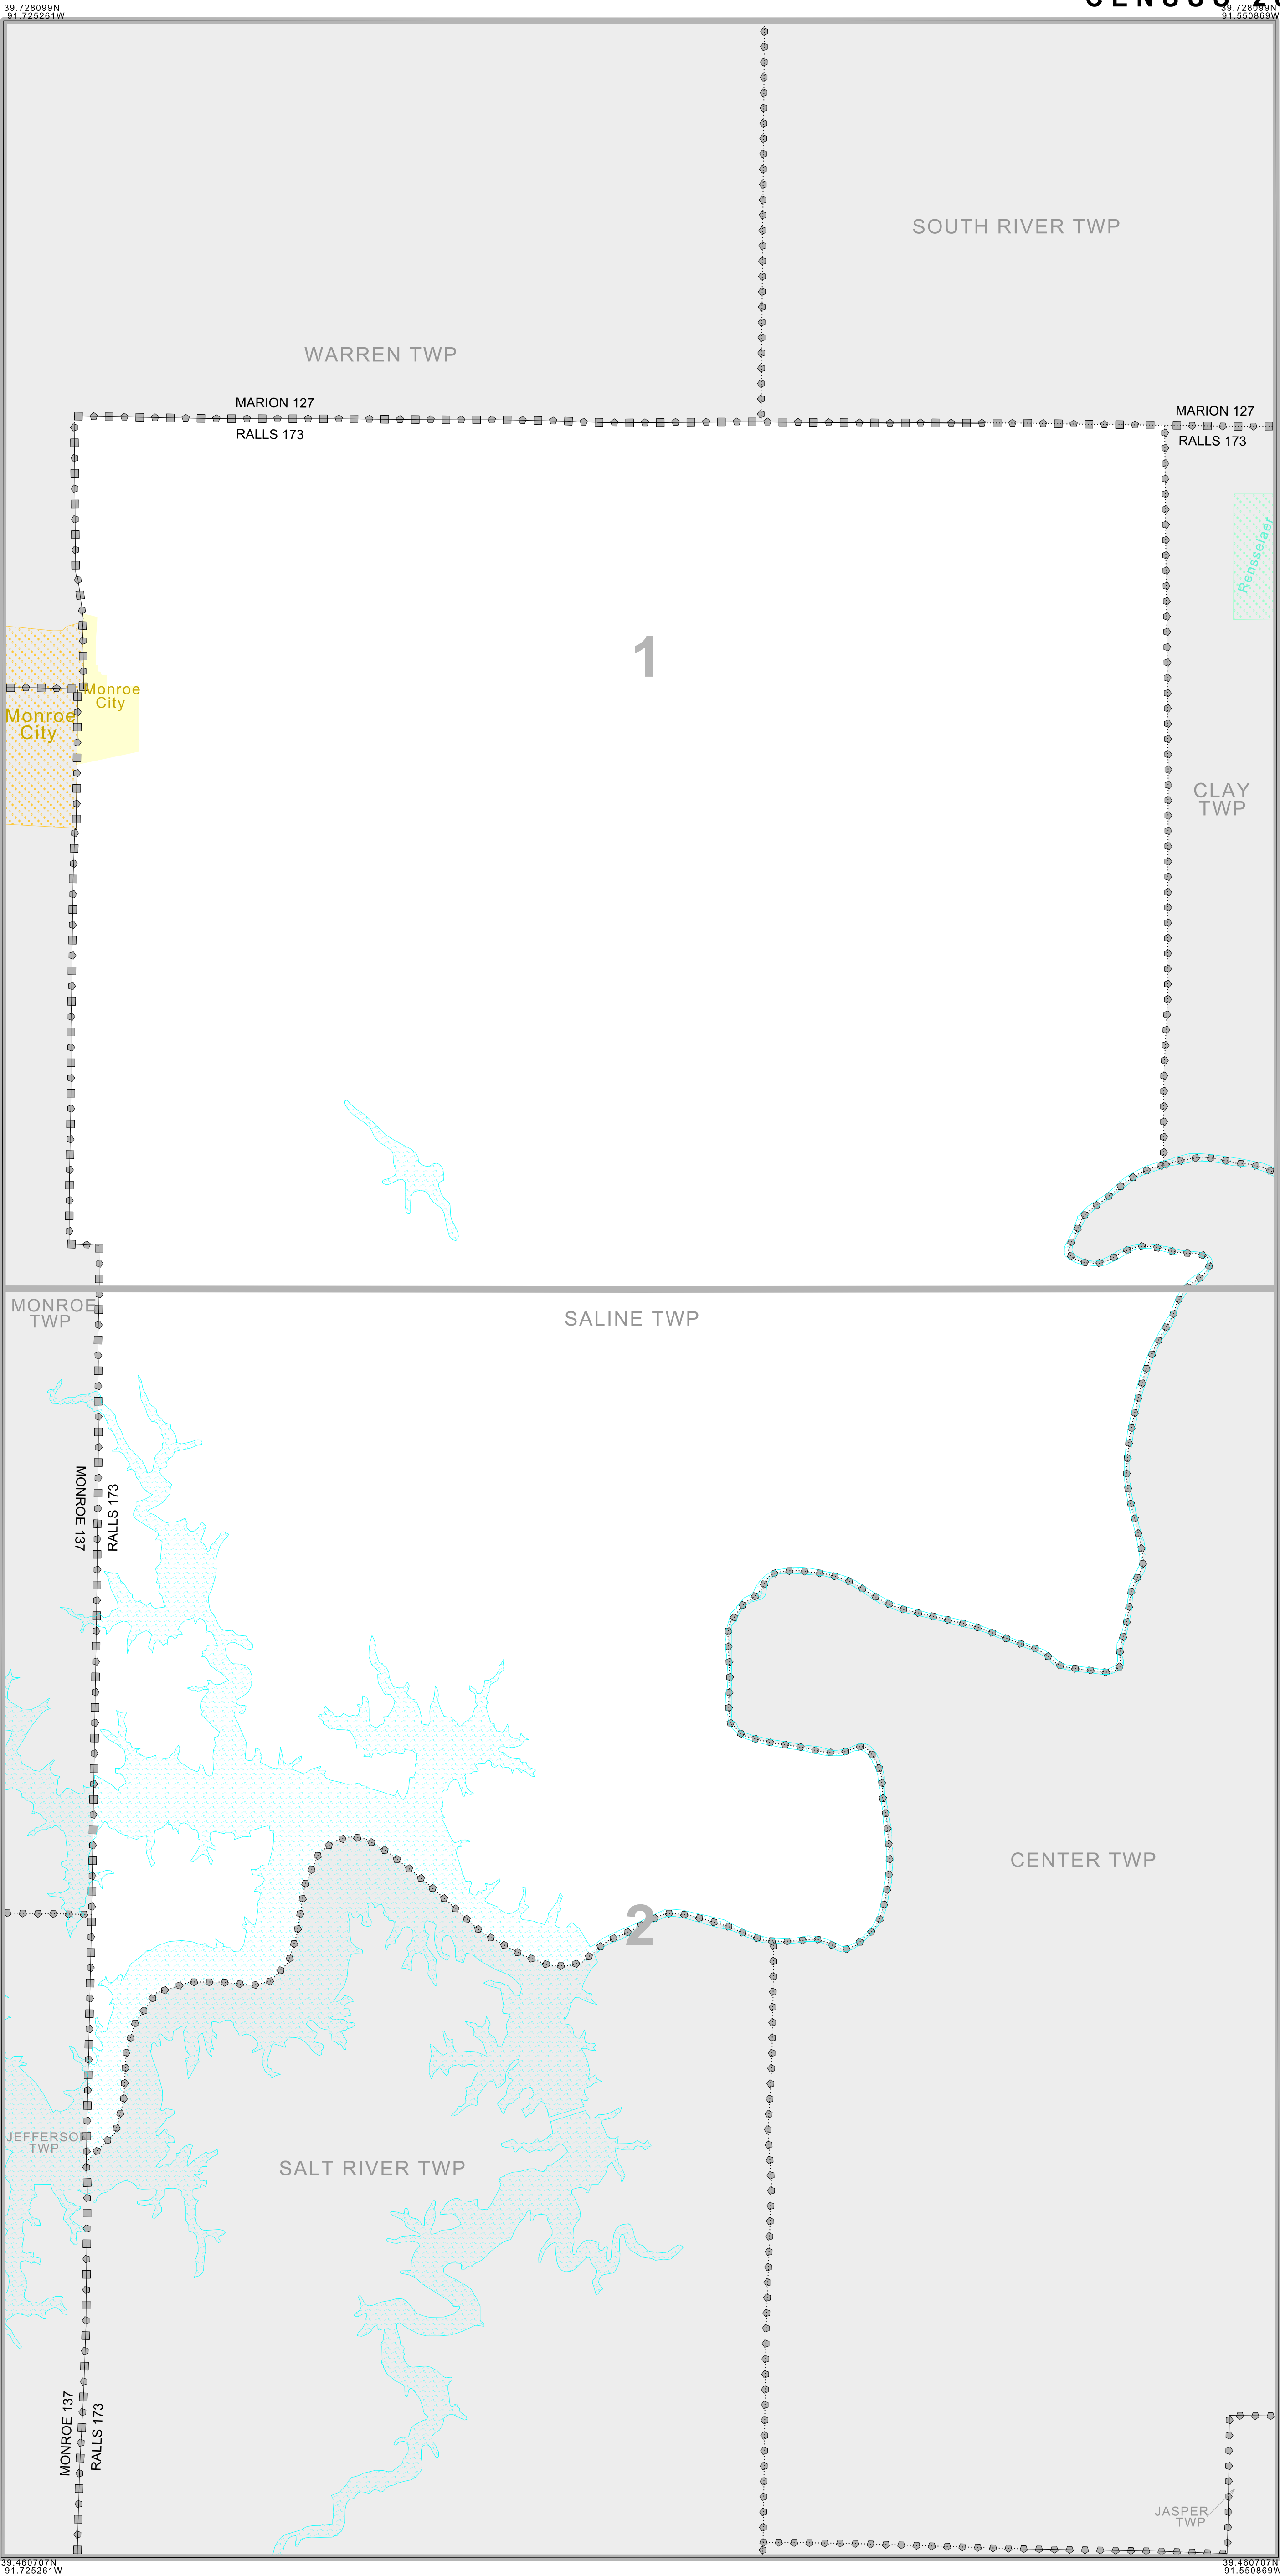 39.728099N
91.725261W
39.728099N
91.550869W
SOUTH RIVER TWP
WARREN TWP
MARION 127
RALLS 173
MARION 127
RALLS 173
Rensselaer
1
Monroe
City
Monroe
City
CLAY
TWP
MONROE
TWP
SALINE TWP
MONROE 137
RALLS 173
CENTER TWP
2
JEFFERSON
TWP
SALT RIVER TWP
MONROE 137
RALLS 173
JASPER
TWP
39.460707N
91.725261W
39.460707N
91.550869W